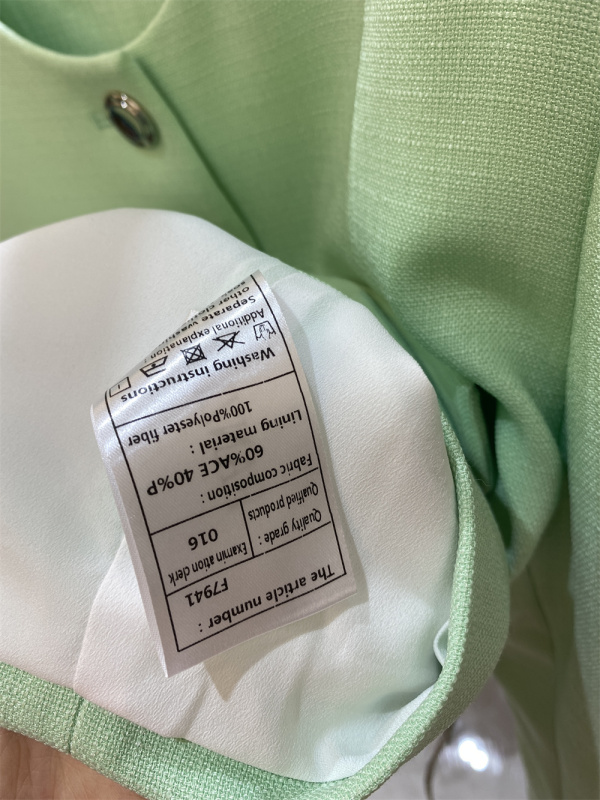 The article number :
F7941
Quality grade :
Qualified products
Examin ation clerk
016
Fabric composition :
60%ACE 40%P
Lining material :
100%Polyester fiber
Washing instructions
Additional explanation :
Separate
other